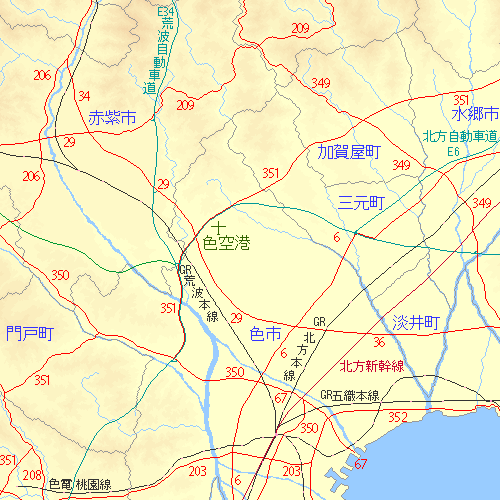 E34
荒波自動車道
209
349
206
34
351
水郷市
赤紫市
209
北方自動車道
E6
29
加賀屋町
349
206
29
351
三元町
349
6
色空港
350
GR
荒波本線
351
29
GR
淡井町
門戸町
色市
北方本線
36
6
北方新幹線
350
351
67
GR五織本線
352
350
351
208
203
203
67
色電/桃園線
6